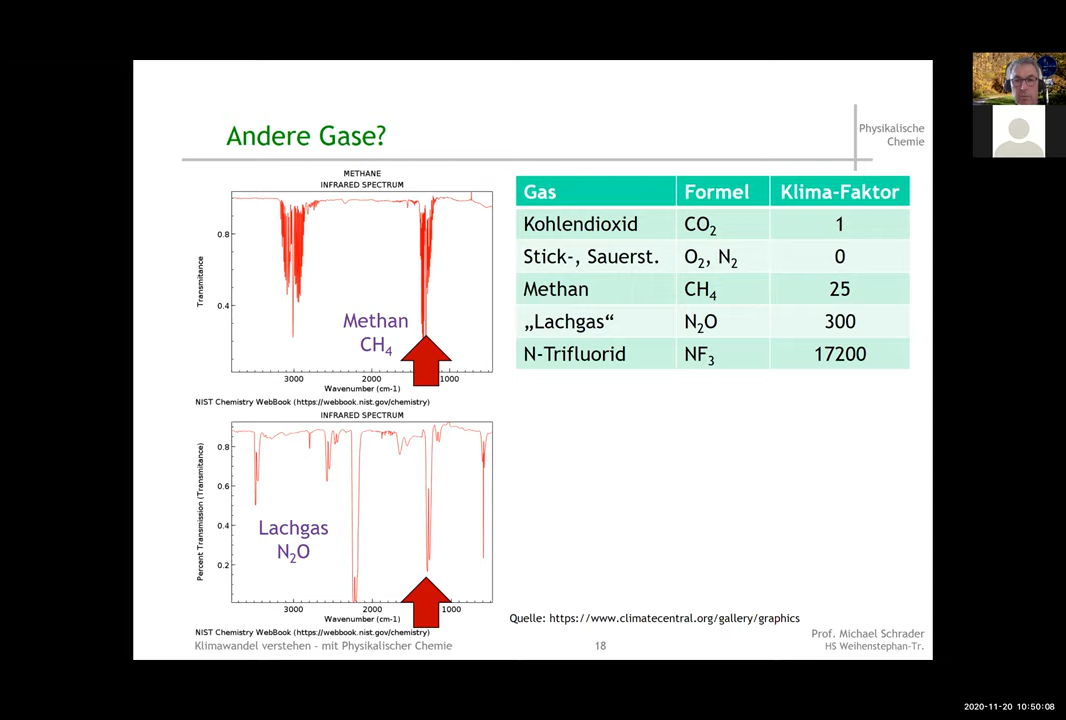 Andere Gase?
Physikalische
Chemie
METHANE
INFRARED SPECTRUM
0.8
0.4
Transmitance
Methan
CH₄
3000 2000 1000
Wavenumber (cm-1)
NIST Chemistry WebBook (https://webbook.nist.gov/chemistry)
INFRARED SPECTRUM
0.8
0.6
0.4
0.2
Percent Transmission (Transmitance)
Lachgas
N₂O
3000 2000 1000
Wavenumber (cm-1)
NIST Chemistry WebBook (https://webbook.nist.gov/chemistry)
Gas Formel Klima-Faktor
Kohlendioxid CO₂ 1
Stick-, Sauerst. O₂, N₂ 0
Methan CH₄ 25
„Lachgas“ N₂O 300
N-Trifluorid NF₃ 17200
Quelle: https://www.climatecentral.org/gallery/graphics
Klimawandel verstehen – mit Physikalischer Chemie
18
Prof. Michael Schrader
HS Weihenstephan-Tr.
2020-11-20 10:50:08